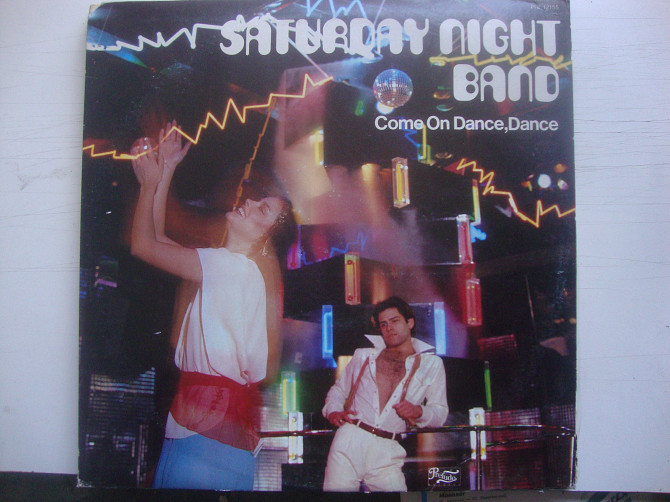 SATURDAY NIGHT
BAND
Come On Dance,Dance
Prelude